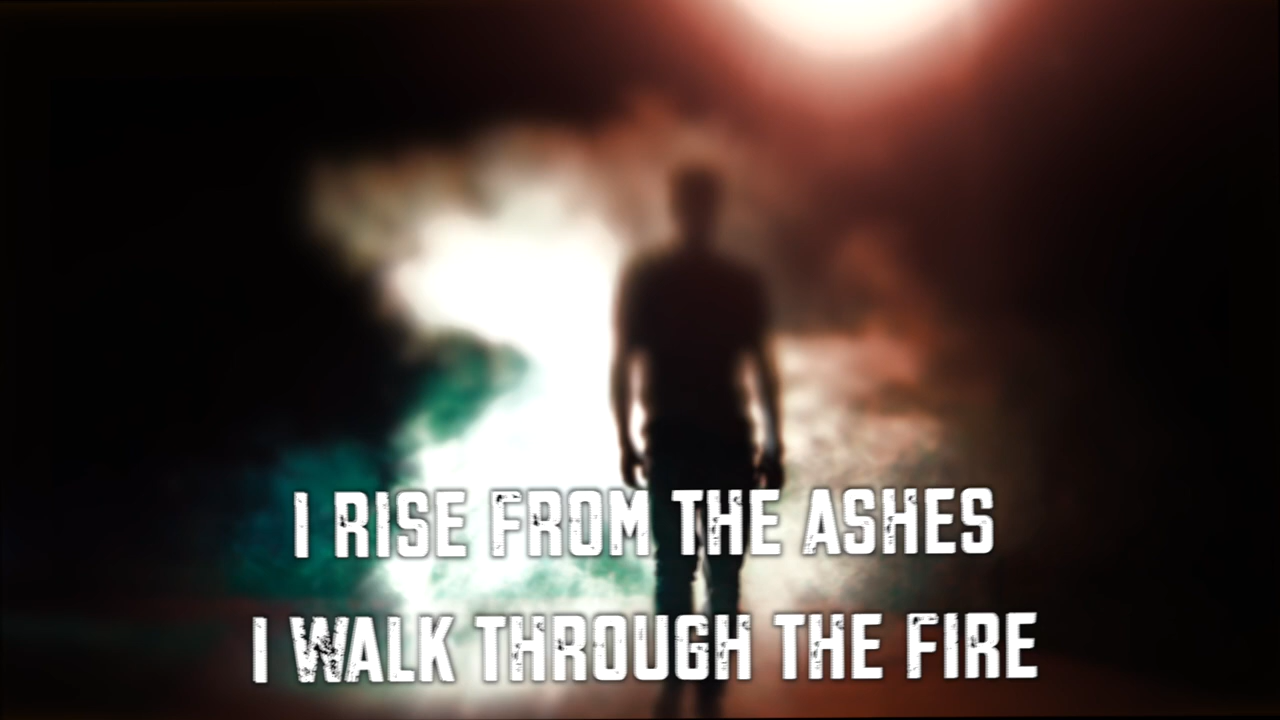 I RISE FROM THE ASHES
I WALK THROUGH THE FIRE